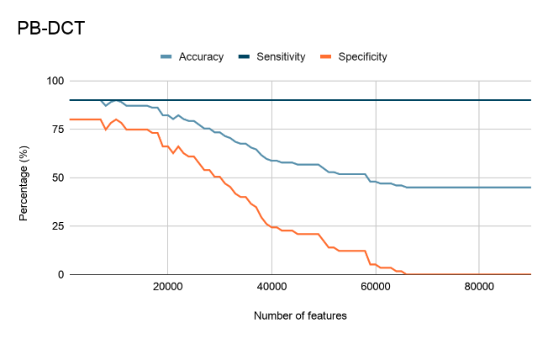 PB-DCT
Accuracy Sensitivity Specificity
100
75
50
25
0
Percentage (%)
20000 40000 60000 80000
Number of features